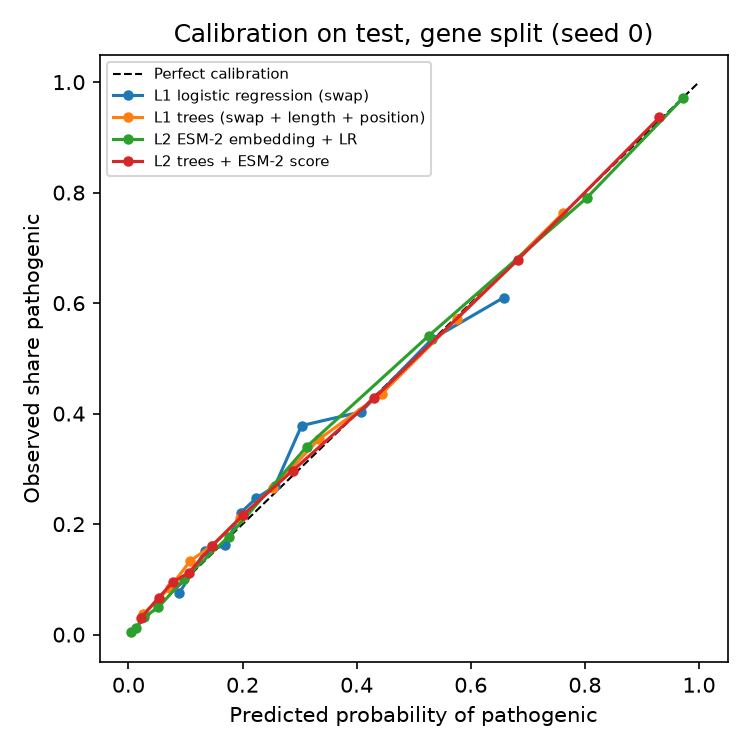 Calibration on test, gene split (seed 0)
Perfect calibration
L1 logistic regression (swap)
L1 trees (swap + length + position)
L2 ESM-2 embedding + LR
L2 trees + ESM-2 score
Observed share pathogenic
1.0
0.8
0.6
0.4
0.2
0.0
0.0 0.2 0.4 0.6 0.8 1.0
Predicted probability of pathogenic